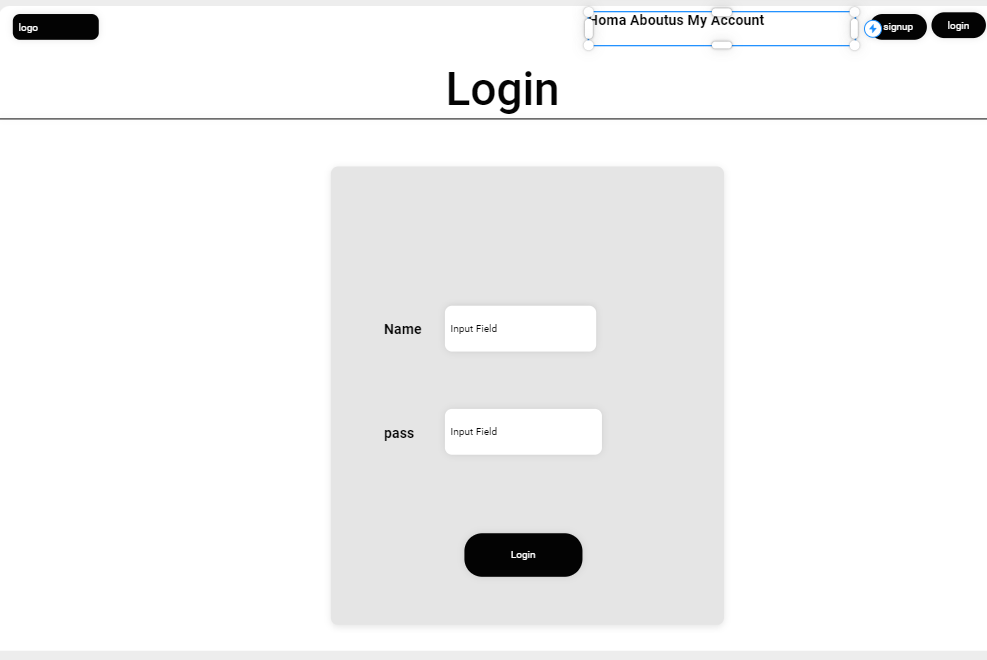 logo
Homa Aboutus My Account
signup
login
Login
Name
Input Field
pass
Input Field
Login